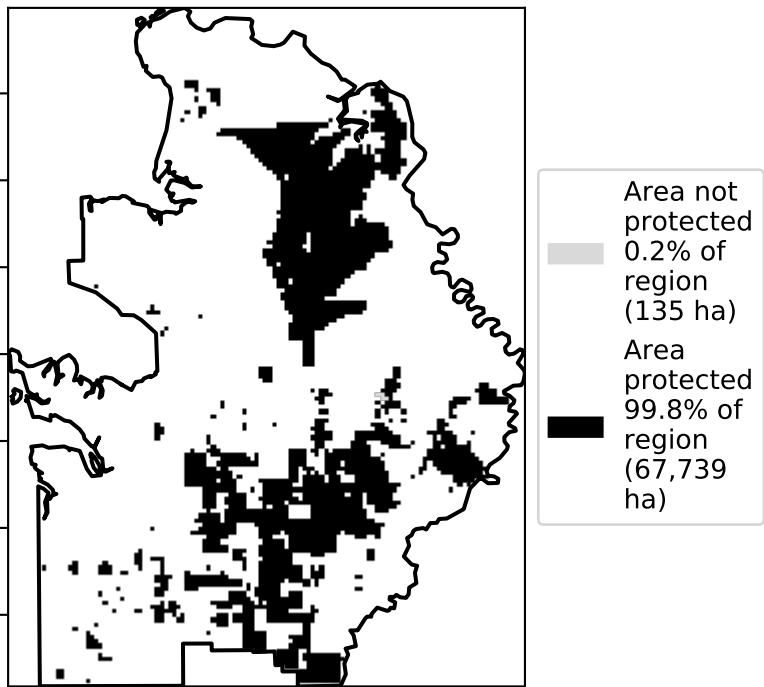 Area not
protected
0.2% of
region
(135 ha)
Area
protected
99.8% of
region
(67,739
ha)